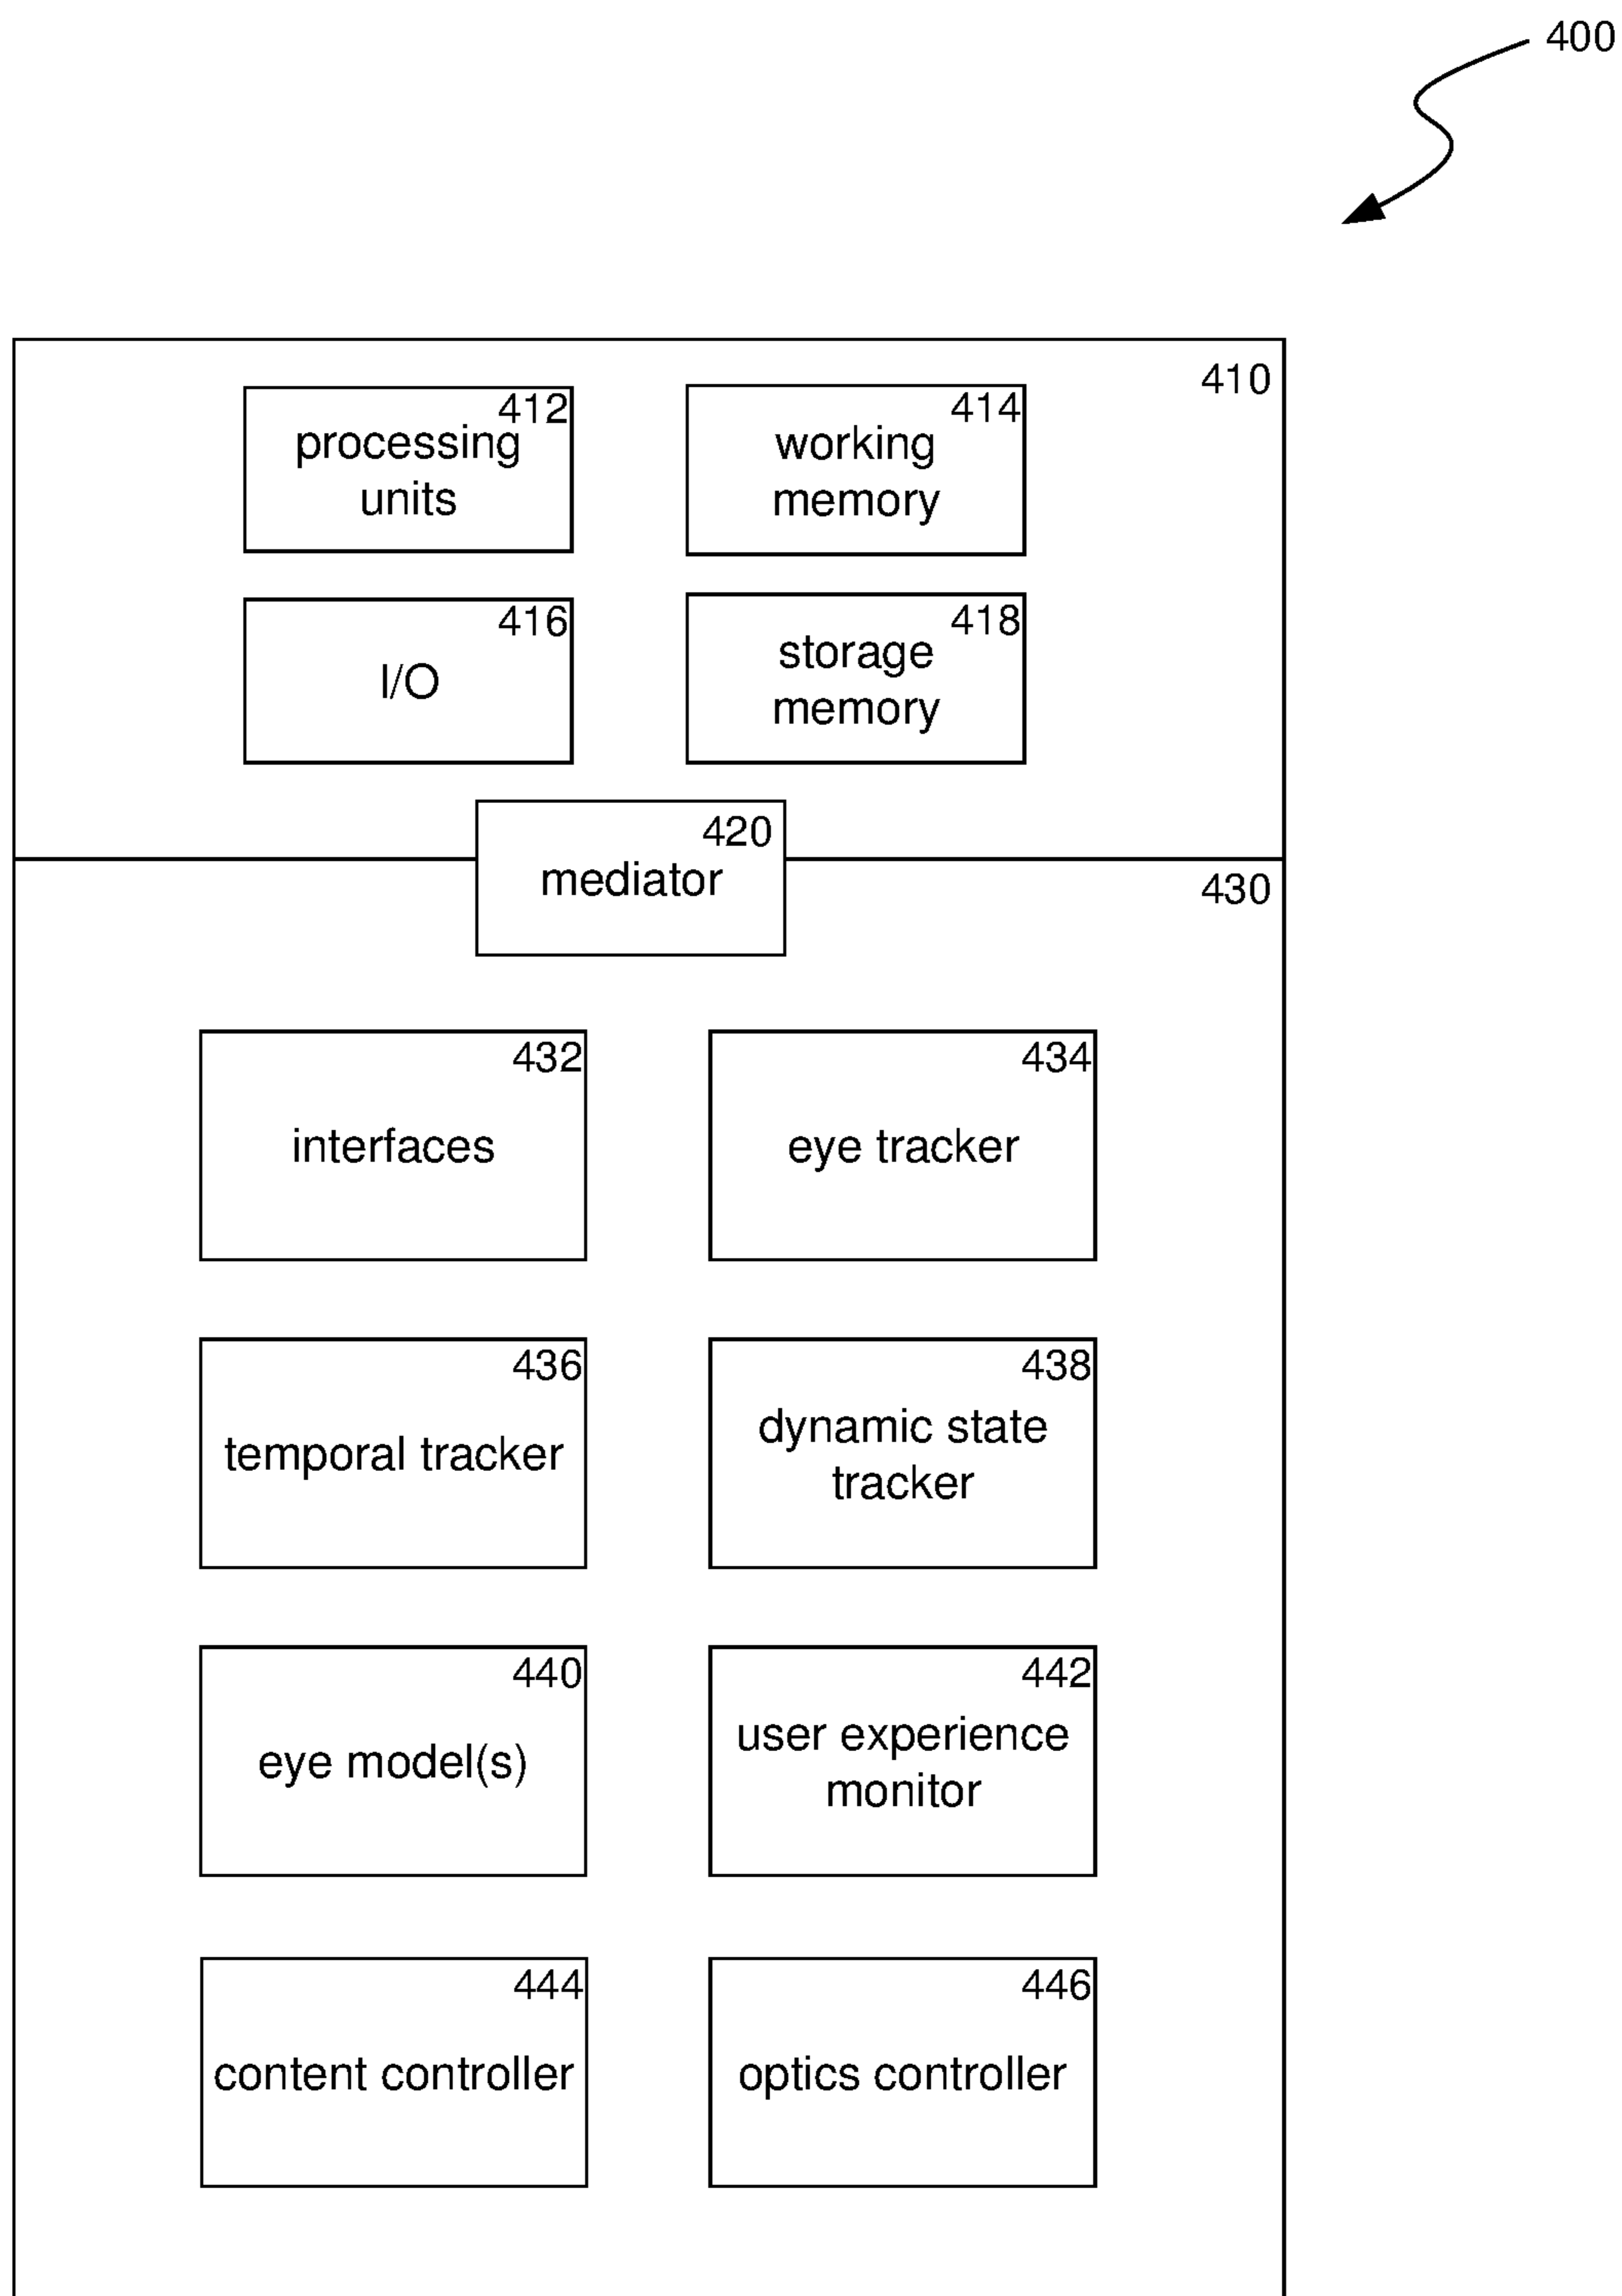 400
410
412
processing
units
414
working
memory
416
I/O
418
storage
memory
420
mediator
430
432
interfaces
434
eye tracker
436
temporal tracker
438
dynamic state
tracker
440
eye model(s)
442
user experience
monitor
444
content controller
446
optics controller